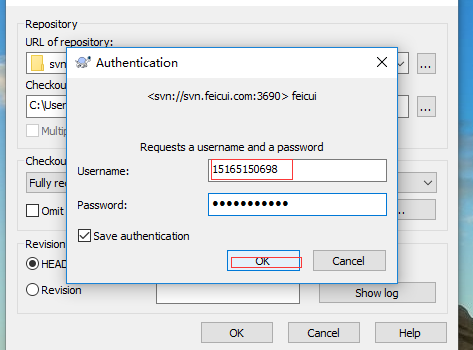 Repository
URL of repository:
svn
Authentication
Checkou
C:\User
Multip
<svn://svn.feicui.com:3690> feicui
Requests a username and a password
Username:
15165150698
Password:
●●●●●●●●●●●
Save authentication
OK
Cancel
Checkou
Fully rec
Omit
Revision
HEAD
Revision
Show log
OK
Cancel
Help
...
...